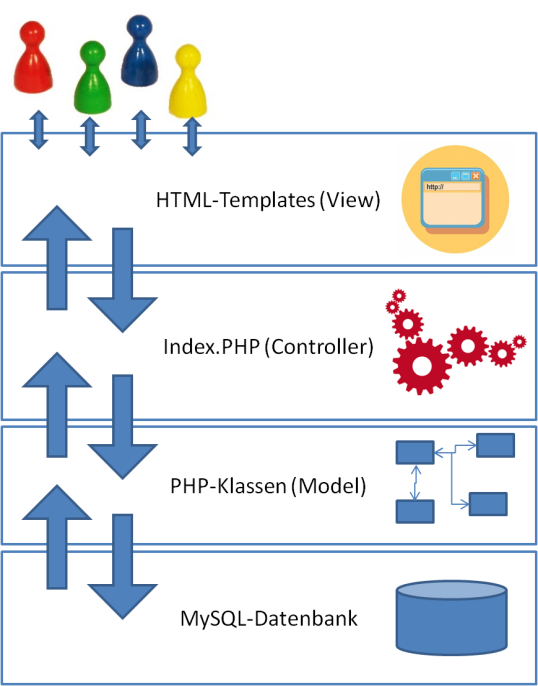 HTML-Templates (View)
http://
Index.PHP (Controller)
PHP-Klassen (Model)
MySQL-Datenbank